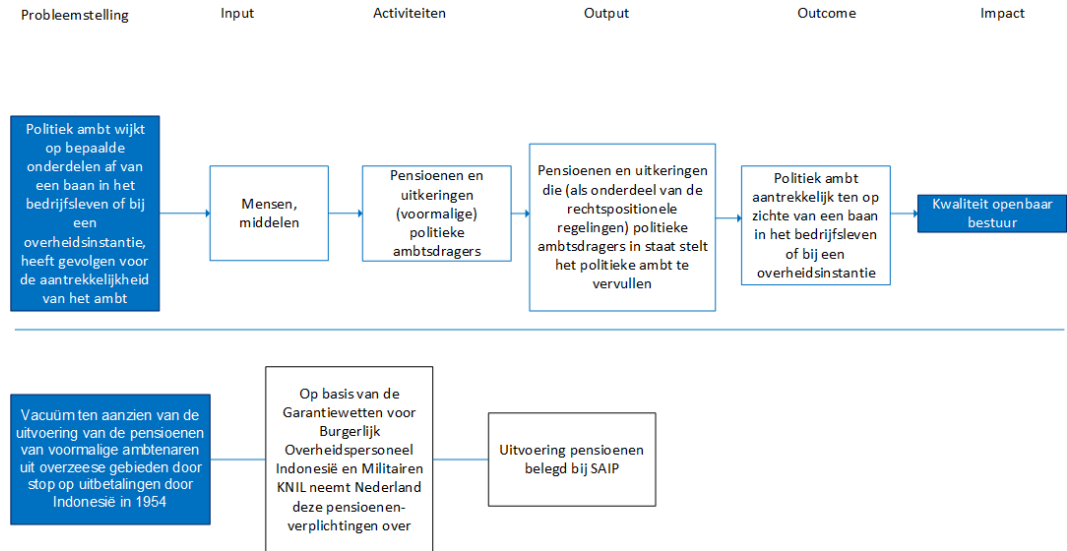 Probleemstelling
Input
Activiteiten
Output
Outcome
Impact
Politiek ambt wijkt
op bepaalde
onderdelen af van
een baan in het
bedrijfsleven of bij
een
overheidsinstantie,
heeft gevolgen voor
de aantrekkelijkheid
van het ambt
Mensen,
middelen
Pensioenen en
uitkeringen
(voormalige)
politieke
ambtsdragers
Pensioenen en uitkeringen
die (als onderdeel van de
rechtspositionele
regelingen) politieke
ambtsdragers in staat stelt
het politieke ambt te
vervullen
Politiek ambt
aantrekkelijk ten op
zichte van een baan
in het bedrijfsleven
of bij een
overheidsinstantie
Kwaliteit openbaar
bestuur
Vacuüm ten aanzien van de
uitvoering van de pensioenen
van voormalige ambtenaren
uit overzeese gebieden door
stop op uitbetalingen door
Indonesië in 1954
Op basis van de
Garantiewetten voor
Burgerlijk
Overheidspersoneel
Indonesië en Militairen
KNIL neemt Nederland
deze pensioenen-
verplichtingen over
Uitvoering pensioenen
belegd bij SAIP